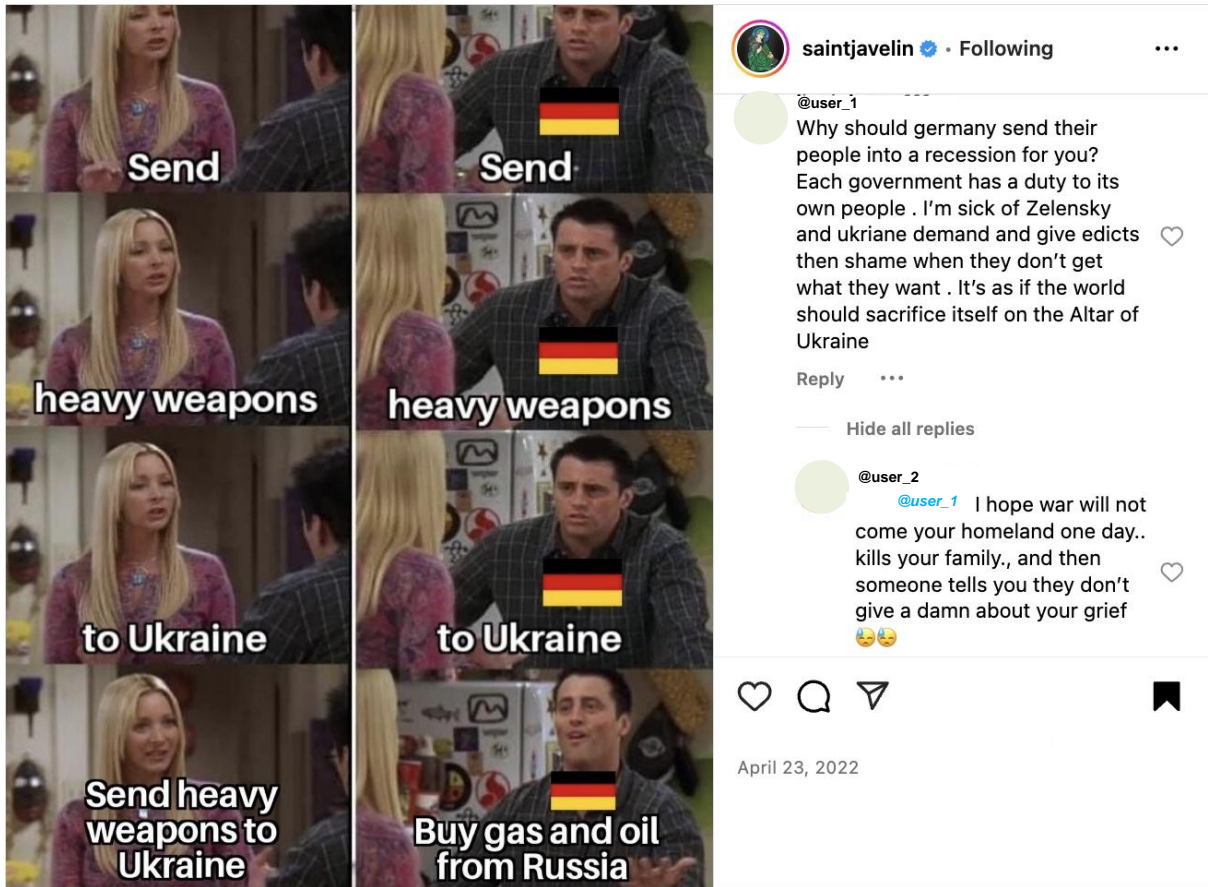 Send
Send
heavy weapons
heavy weapons
to Ukraine
to Ukraine
Send heavy
weapons to
Ukraine
Buy gas and oil
from Russia
saintjavelin • Following
@user_1
Why should germany send their
people into a recession for you?
Each government has a duty to its
own people . I'm sick of Zelensky
and ukriane demand and give edicts
then shame when they don't get
what they want . It's as if the world
should sacrifice itself on the Altar of
Ukraine
Reply
Hide all replies
@user_2
@user_1 I hope war will not
come your homeland one day..
kills your family., and then
someone tells you they don't
give a damn about your grief
😓😓
April 23, 2022